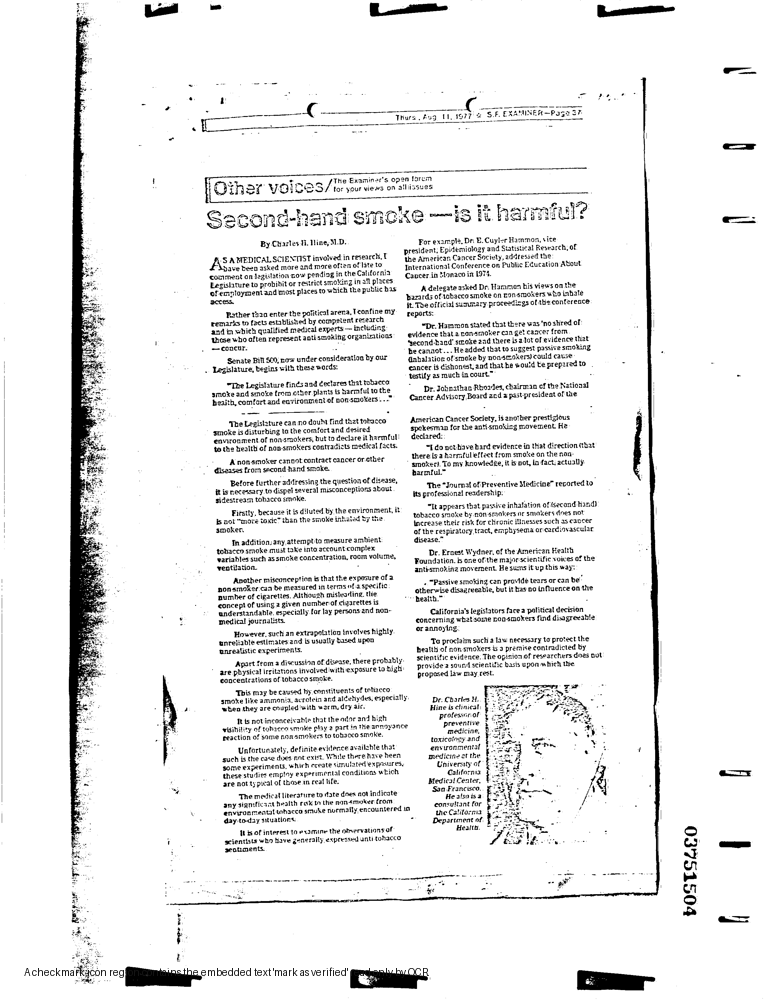 Thurs., Aug. 11, 1977 ☆ S.F. EXAMINER—Page 37
Other voices/
The Examiner's open forum
for your views on all issues
Second-hand smoke —is it harmful?
By Charles H. Hine, M.D.
AS A MEDICAL SCIENTIST involved in research, I
have been asked more and more often of late to
comment on legislation now pending in the California
Legislature to prohibit or restrict smoking in all places
of employment and most places to which the public has
access.
Rather than enter the political arena, I confine my
remarks to facts established by competent research
and in which qualified medical experts — including
those who often represent anti smoking organizations
— concur.
Senate Bill 500, now under consideration by our
Legislature, begins with these words:
"The Legislature finds and declares that tobacco
smoke and smoke from other plants is harmful to the
health, comfort and environment of non-smokers . . ."
The Legislature can no doubt find that tobacco
smoke is disturbing to the comfort and desired
environment of non smokers, but to declare it harmful
to the health of non-smokers contradicts medical facts.
A non-smoker cannot contract cancer or other
diseases from second hand smoke.
Before further addressing the question of disease,
it is necessary to dispel several misconceptions about
sidestream tobacco smoke.
Firstly, because it is diluted by the environment, it
is not "more toxic" than the smoke inhaled by the
smoker.
In addition, any attempt to measure ambient
tobacco smoke must take into account complex
variables such as smoke concentration, room volume,
ventilation.
Another misconception is that the exposure of a
non-smoker can be measured in terms of a specific
number of cigarettes. Although misleading, the
concept of using a given number of cigarettes is
understandable, especially for lay persons and non-
medical journalists.
However, such an extrapolation involves highly
unreliable estimates and is usually based upon
unrealistic experiments.
Apart from a discussion of disease, there probably
are physical irritations involved with exposure to high
concentrations of tobacco smoke.
This may be caused by constituents of tobacco
smoke like ammonia, acrolein and aldehydes, especially
when they are coupled with warm, dry air.
It is not inconceivable that the odor and high
visibility of tobacco smoke play a part in the annoyance
reaction of some non smokers to tobacco smoke.
Unfortunately, definite evidence available that
such is the case does not exist. While there have been
some experiments, which create simulated exposures,
these studies employ experimental conditions which
are not typical of those in real life.
The medical literature to date does not indicate
any significant health risk to the non-smoker from
environmental tobacco smoke normally encountered in
day-to-day situations.
It is of interest to examine the observations of
scientists who have generally expressed anti tobacco
sentiments.
For example, Dr. E. Cuyler Hammon, vice
president, Epidemiology and Statistical Research, of
the American Cancer Society, addressed the
International Conference on Public Education About
Cancer in Monaco in 1974.
A delegate asked Dr. Hammon his views on the
hazards of tobacco smoke on non-smokers who inhale
it. The official summary proceedings of the conference
reports:
"Dr. Hammon stated that there was 'no shred of'
evidence that a non-smoker can get cancer from
'second-hand' smoke and there is a lot of evidence that
he cannot . . . He added that to suggest passive smoking
(inhalation of smoke by non-smokers) could cause
cancer is dishonest, and that he would be prepared to
testify as much in court."
Dr. Johnathan Rhoades, chairman of the National
Cancer Advisory Board and a past president of the
American Cancer Society, is another prestigious
spokesman for the anti-smoking movement. He
declared:
"I do not have hard evidence in that direction (that
there is a harmful effect from smoke on the non-
smoker). To my knowledge, it is not, in fact, actually
harmful."
The "Journal of Preventive Medicine" reported to
its professional readership:
"It appears that passive inhalation of (second hand)
tobacco smoke by non-smokers or smokers does not
increase their risk for chronic illnesses such as cancer
of the respiratory tract, emphysema or cardiovascular
disease."
Dr. Ernest Wydner, of the American Health
Foundation, is one of the major scientific voices of the
anti-smoking movement. He sums it up this way:
"Passive smoking can provide tears or can be
otherwise disagreeable, but it has no influence on the
health."
California's legislators face a political decision
concerning what some non-smokers find disagreeable
or annoying.
To proclaim such a law necessary to protect the
health of non smokers is a premise contradicted by
scientific evidence. The opinion of researchers does not
provide a sound scientific basis upon which the
proposed law may rest.
Dr. Charles H.
Hine is clinical
professor of
preventive
medicine,
toxicology and
environmental
medicine at the
University of
California
Medical Center,
San Francisco.
He also is a
consultant for
the California
Department of
Health.
03751504
A checkmark icon
the embedded text 'mark as verified'
only by OCR